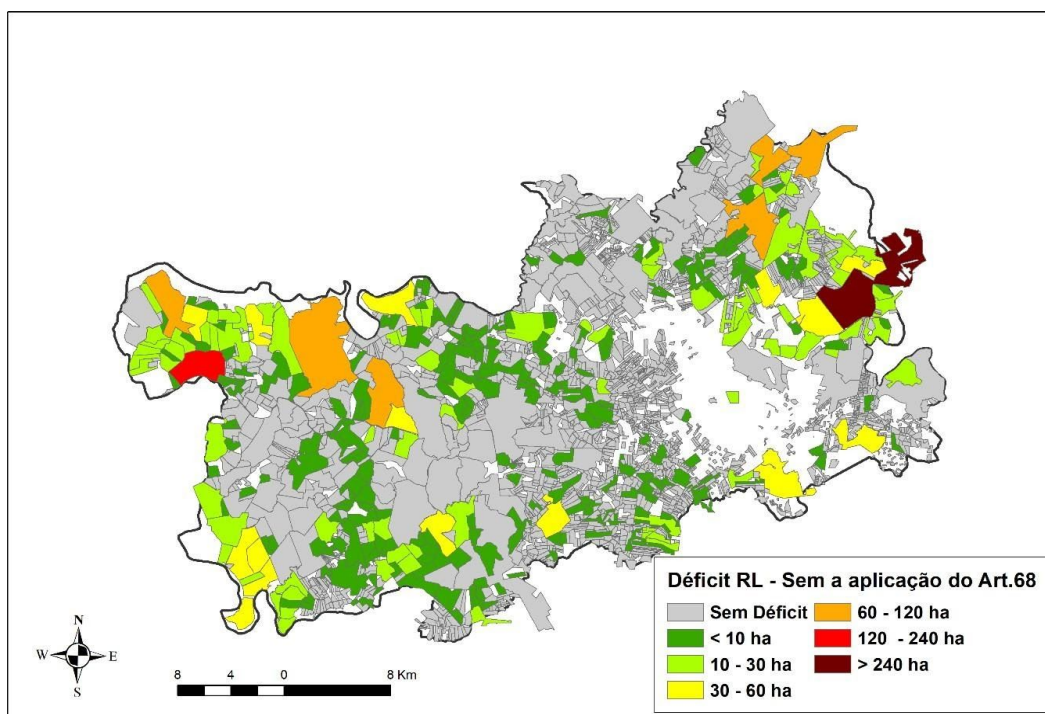 Déficit RL - Sem a aplicação do Art.68
Sem Déficit
< 10 ha
10 - 30 ha
30 - 60 ha
60 - 120 ha
120 - 240 ha
> 240 ha
N
W E
S
8 4 0 8 Km